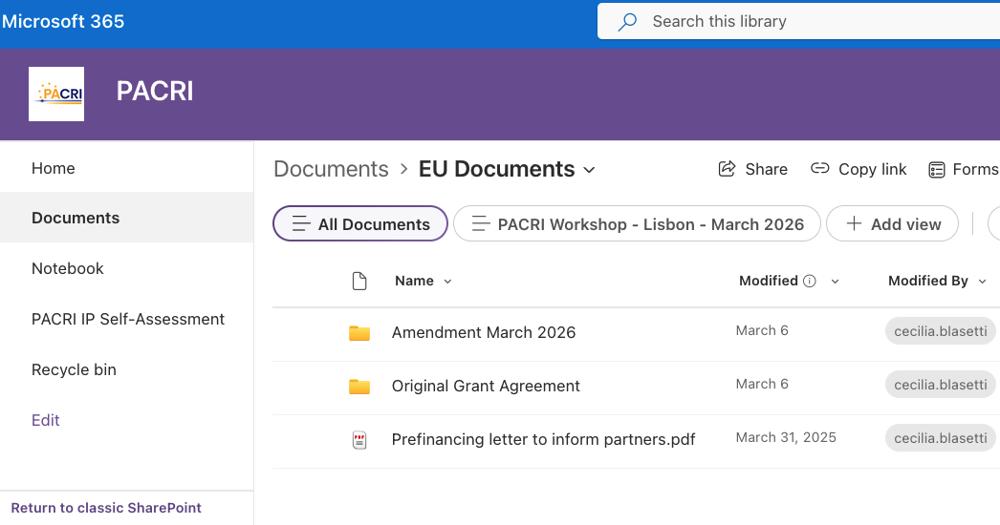 Microsoft 365
Search this library
PACRI
PACRI
Home
Documents
Notebook
PACRI IP Self-Assessment
Recycle bin
Edit
Return to classic SharePoint
Documents > EU Documents
Share
Copy link
Forms
All Documents
PACRI Workshop - Lisbon - March 2026
Add view
Name Modified Modified By
Amendment March 2026 March 6 cecilia.blasetti
Original Grant Agreement March 6 cecilia.blasetti
PDF Prefinancing letter to inform partners.pdf March 31, 2025 cecilia.blasetti